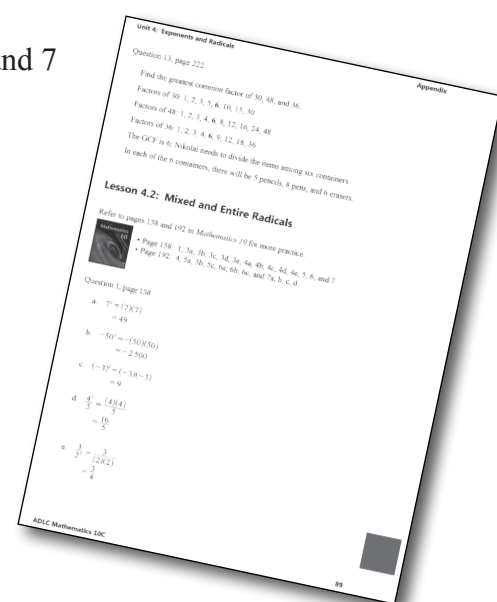 and 7
Unit 4: Exponents and Radicals
Appendix
Question 13, page 222
Find the greatest common factor of 30, 48, and 36.
Factors of 30: 1, 2, 3, 5, 6, 10, 15, 30
Factors of 48: 1, 2, 3, 4, 6, 8, 12, 16, 24, 48
Factors of 36: 1, 2, 3, 4, 6, 9, 12, 18, 36
The GCF is 6; Nikolai needs to divide the items among six containers.
In each of the 6 containers, there will be 5 pencils, 8 pens, and 6 erasers.
Lesson 4.2: Mixed and Entire Radicals
Refer to pages 158 and 192 in Mathematics 10 for more practice.
Mathematics
10
• Page 158: 1, 3a, 3b, 3c, 3d, 3e, 4a, 4b, 4c, 4d, 4e, 5, 6, and 7
• Page 192: 4, 5a, 5b, 5c, 6a, 6b, 6c, and 7a, b, c, d
Question 1, page 158
a. 7² = (7)(7)
= 49
b. −50² = −(50)(50)
= −2 500
c. (−3)² = (−3)(−3)
= 9
d. 4²/5 = (4)(4)/5
= 16/5
e. 3/2² = 3/(2)(2)
= 3/4
ADLC Mathematics 10C
89